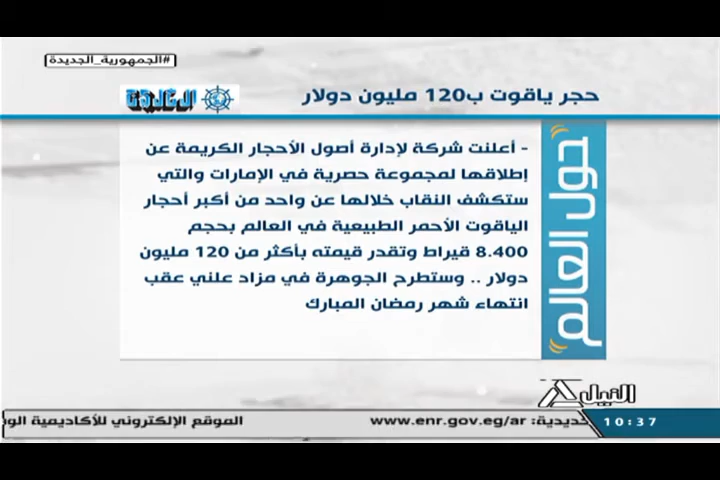 #الجمهورية_الجديدة
حجر ياقوت ب120 مليون دولار
حول العالم
- أعلنت شركة لإدارة أصول الأحجار الكريمة عن
إطلاقها لمجموعة حصرية في الإمارات والتي
ستكشف النقاب خلالها عن واحد من أكبر أحجار
الياقوت الأحمر الطبيعية في العالم بحجم
8.400 قيراط وتقدر قيمته بأكثر من 120 مليون
دولار .. وستطرح الجوهرة في مزاد علني عقب
انتهاء شهر رمضان المبارك
النيل
10:37
حديدية: www.enr.gov.eg/ar
الموقع الإلكتروني للأكاديمية الور